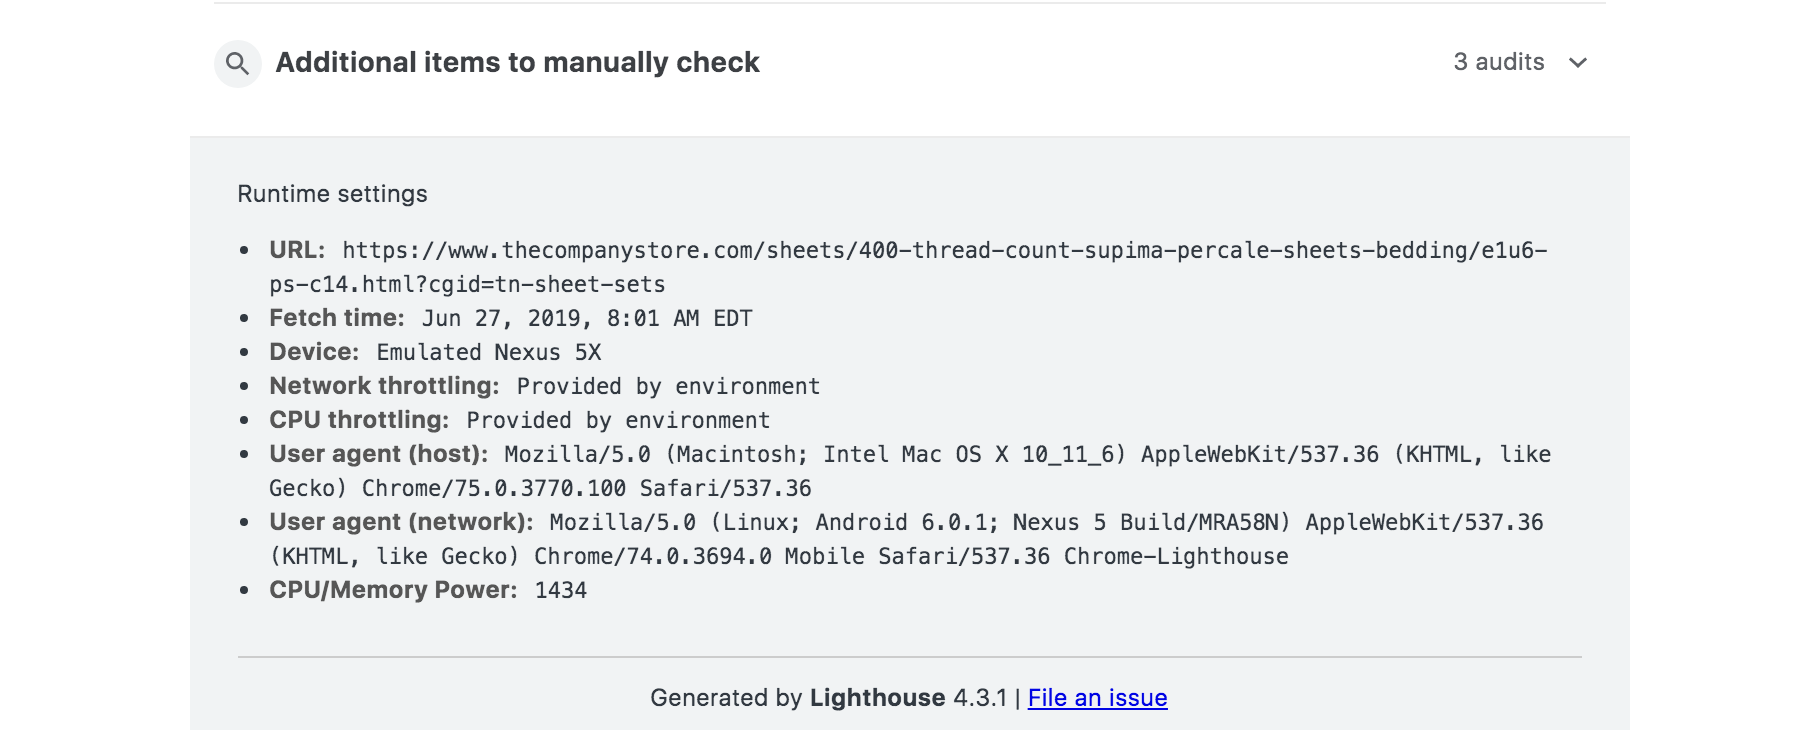 Additional items to manually check
3 audits
Runtime settings
URL: https://www.thecompanystore.com/sheets/400-thread-count-supima-percale-sheets-bedding/e1u6-
ps-c14.html?cgid=tn-sheet-sets
Fetch time: Jun 27, 2019, 8:01 AM EDT
Device: Emulated Nexus 5X
Network throttling: Provided by environment
CPU throttling: Provided by environment
User agent (host): Mozilla/5.0 (Macintosh; Intel Mac OS X 10_11_6) AppleWebKit/537.36 (KHTML, like
Gecko) Chrome/75.0.3770.100 Safari/537.36
User agent (network): Mozilla/5.0 (Linux; Android 6.0.1; Nexus 5 Build/MRA58N) AppleWebKit/537.36
(KHTML, like Gecko) Chrome/74.0.3694.0 Mobile Safari/537.36 Chrome-Lighthouse
CPU/Memory Power: 1434
Generated by Lighthouse 4.3.1 | File an issue